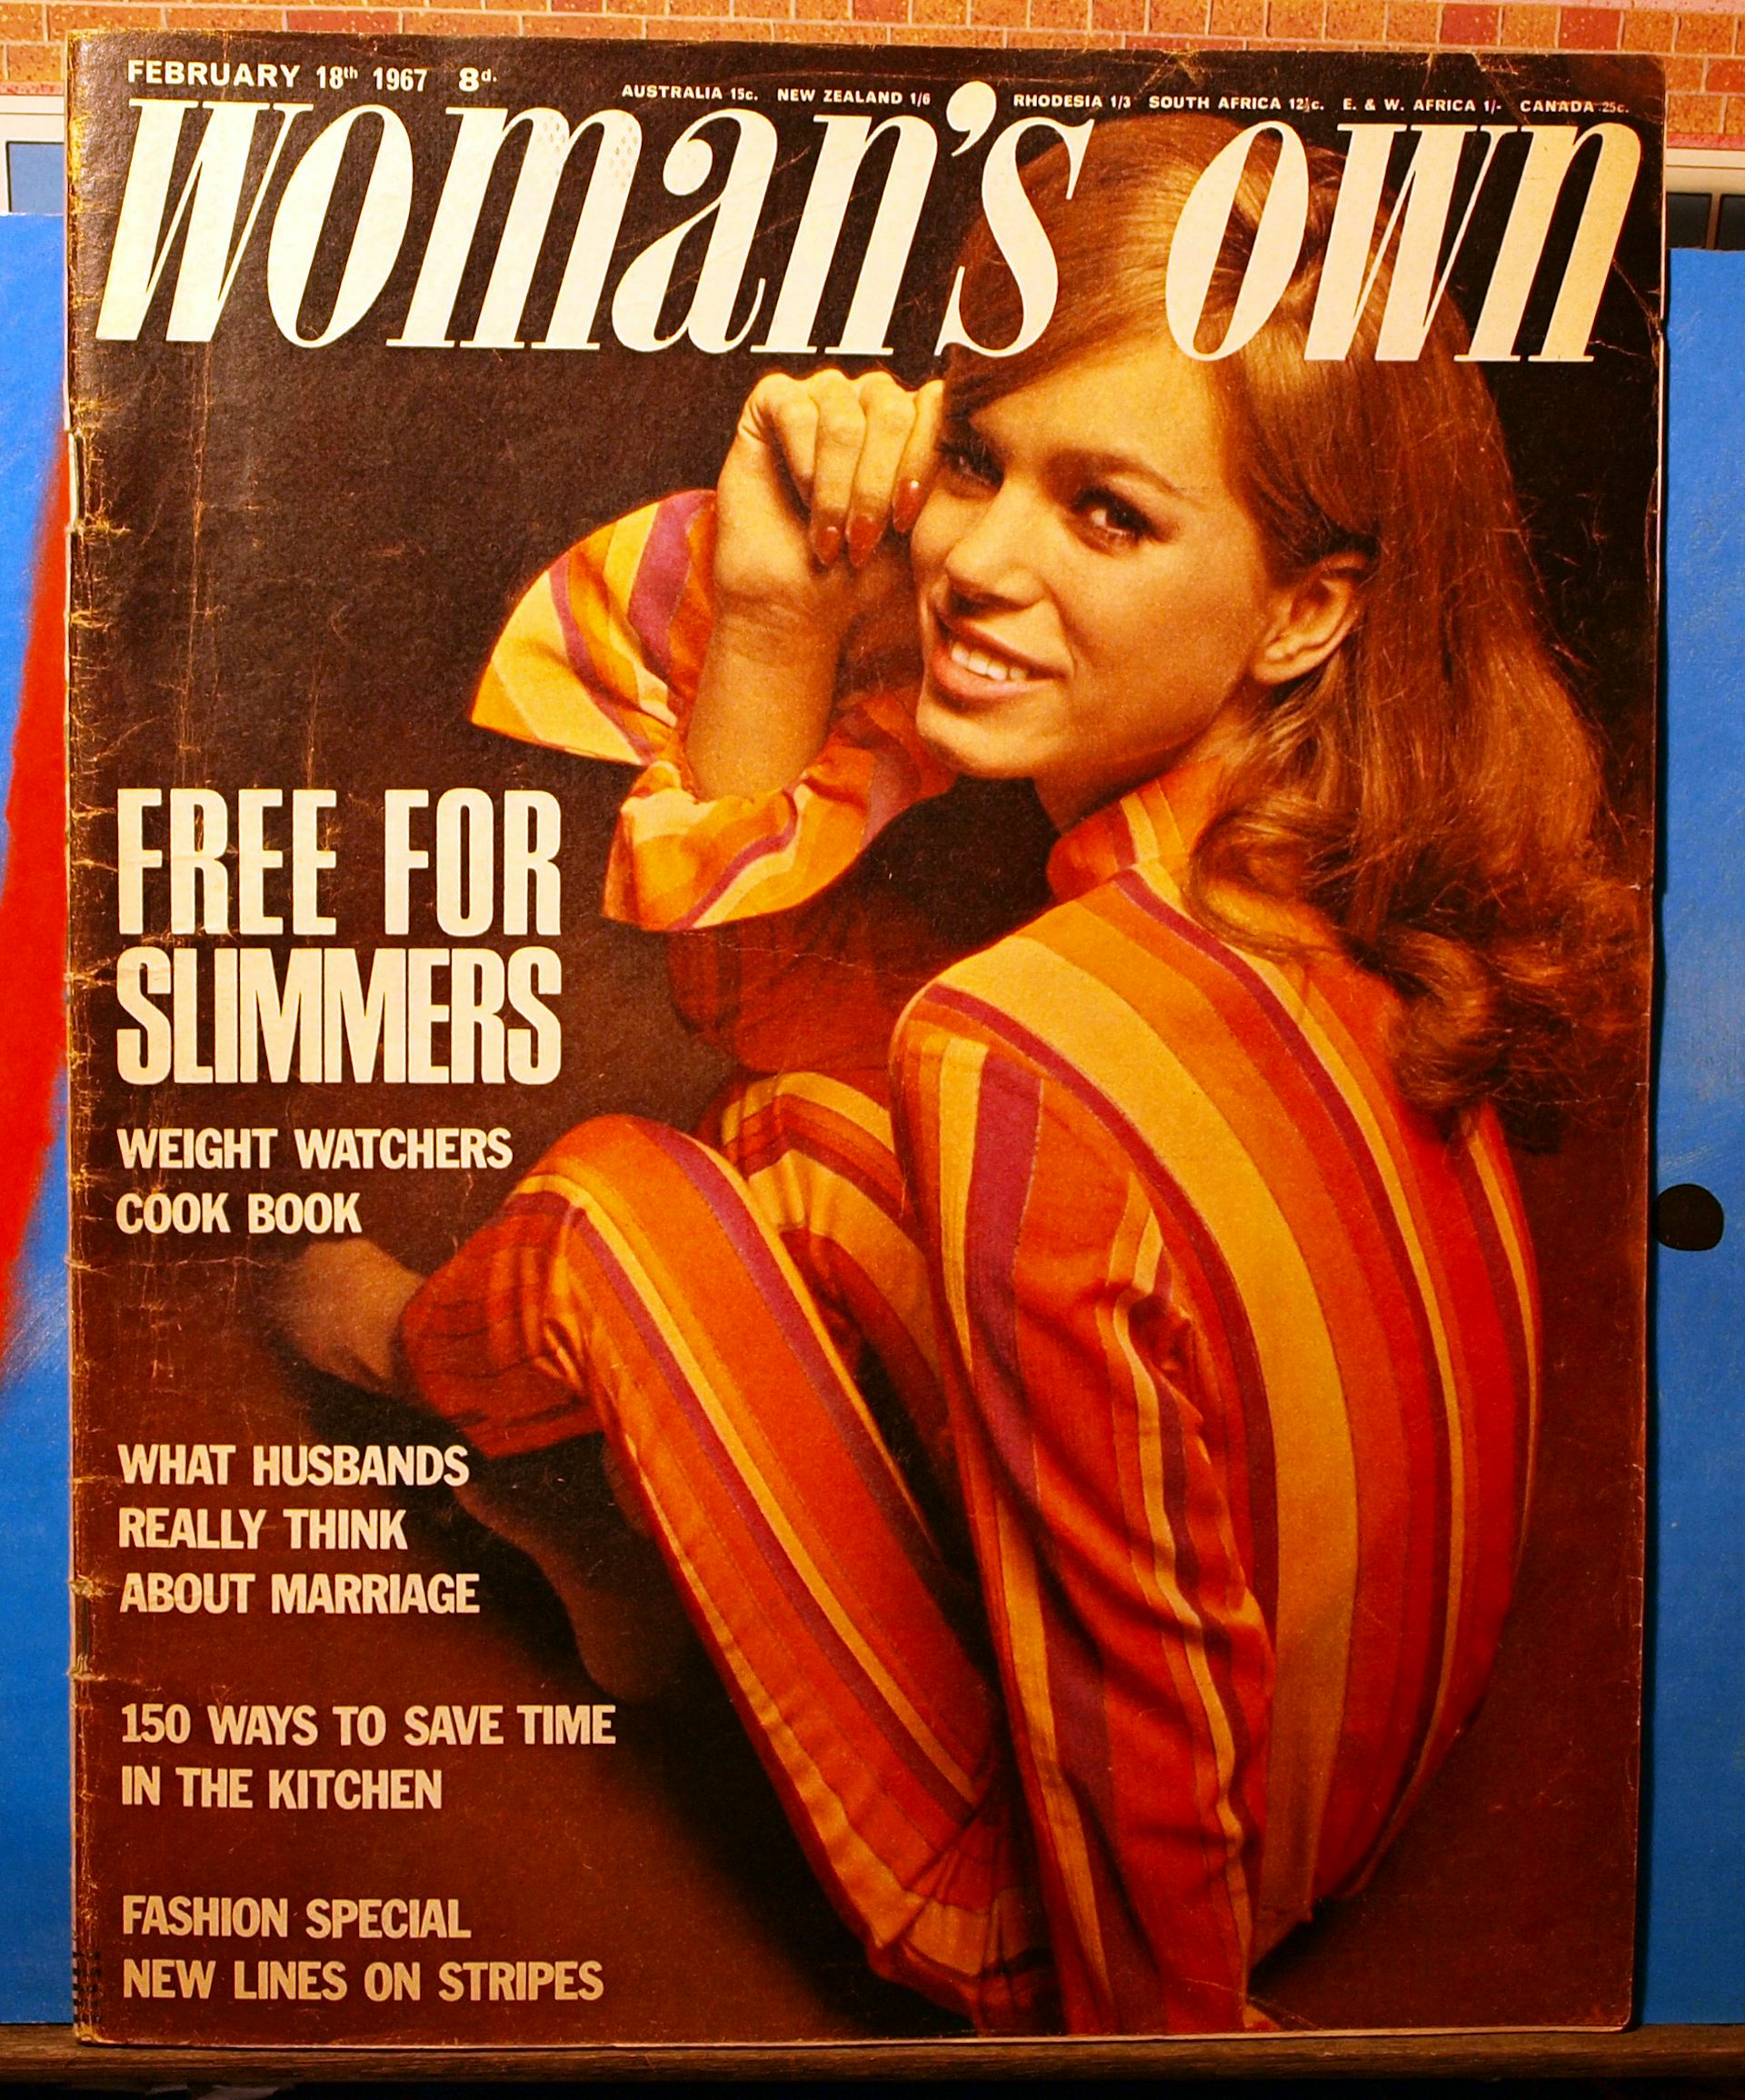 FEBRUARY 18th 1967 8d.
AUSTRALIA 15c. NEW ZEALAND 1/6 RHODESIA 1/3 SOUTH AFRICA 12½c. E. & W. AFRICA 1/- CANADA 25c.
woman's own
FREE FOR
SLIMMERS
WEIGHT WATCHERS
COOK BOOK
WHAT HUSBANDS
REALLY THINK
ABOUT MARRIAGE
150 WAYS TO SAVE TIME
IN THE KITCHEN
FASHION SPECIAL
NEW LINES ON STRIPES